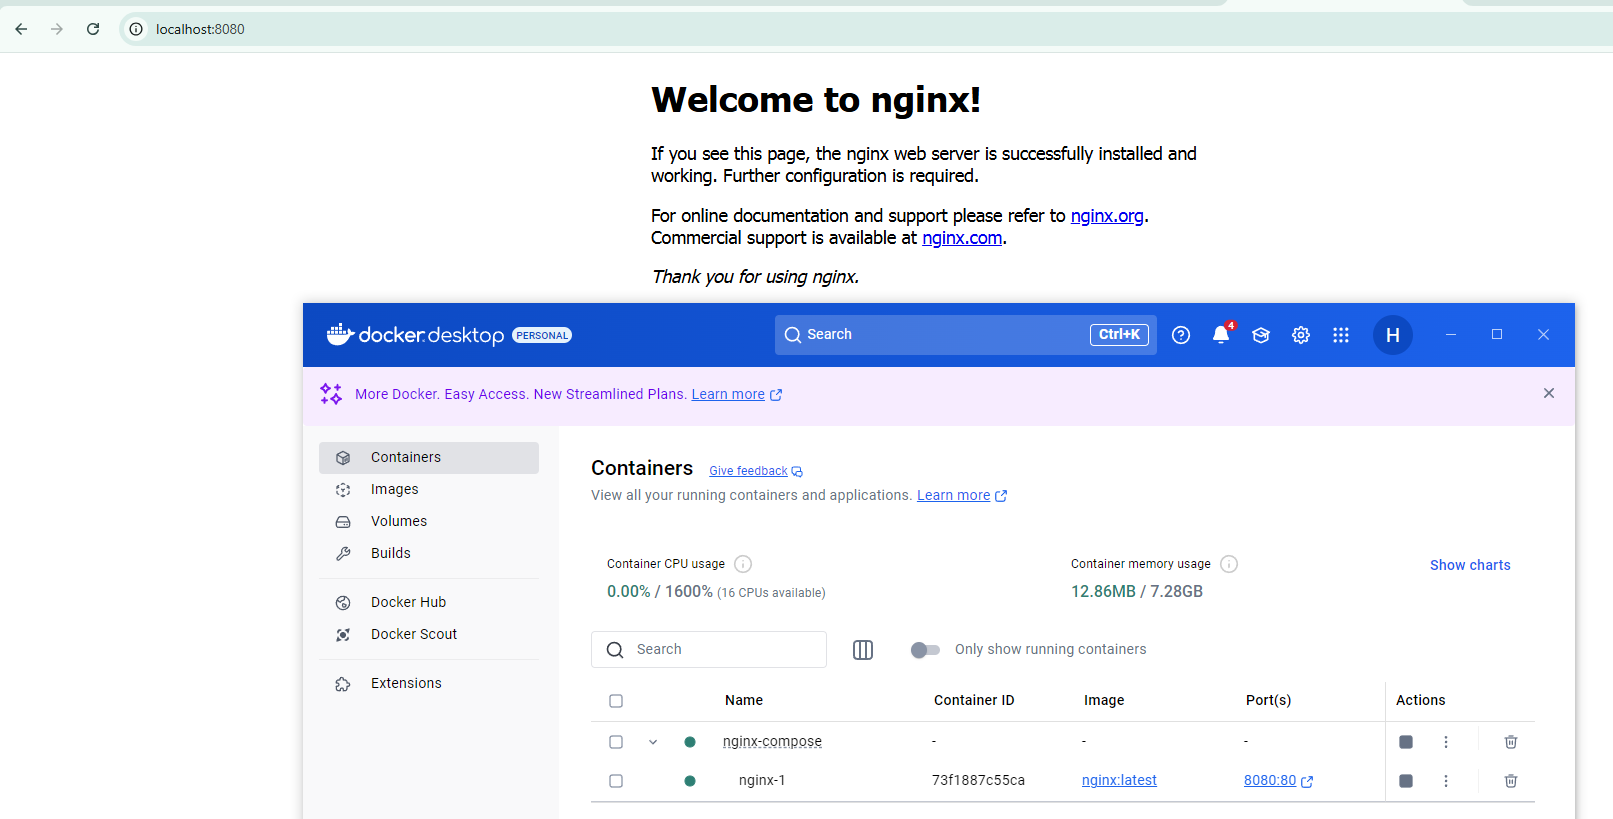 localhost:8080
Welcome to nginx!
If you see this page, the nginx web server is successfully installed and
working. Further configuration is required.
For online documentation and support please refer to nginx.org.
Commercial support is available at nginx.com.
Thank you for using nginx.
docker desktop PERSONAL Search Ctrl+K 4 H
More Docker. Easy Access. New Streamlined Plans. Learn more
Containers
Images
Volumes
Builds
Docker Hub
Docker Scout
Extensions
Containers Give feedback
View all your running containers and applications. Learn more
Container CPU usage
0.00% / 1600% (16 CPUs available)
Container memory usage
12.86MB / 7.28GB
Show charts
Search Only show running containers
Name Container ID Image Port(s) Actions
nginx-compose - - -
nginx-1 73f1887c55ca nginx:latest 8080:80